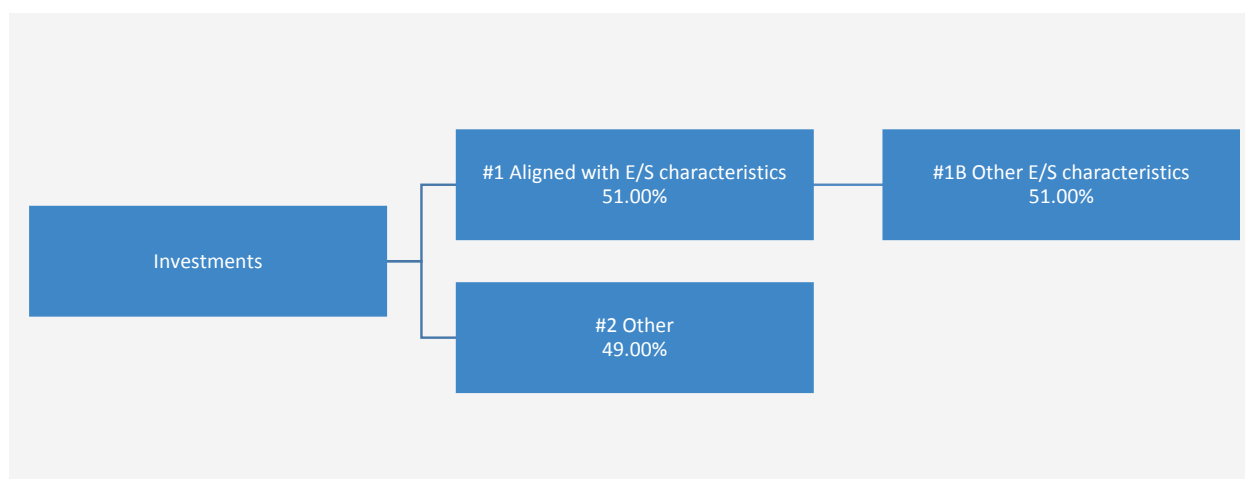 Investments
#1 Aligned with E/S characteristics
51.00%
#1B Other E/S characteristics
51.00%
#2 Other
49.00%